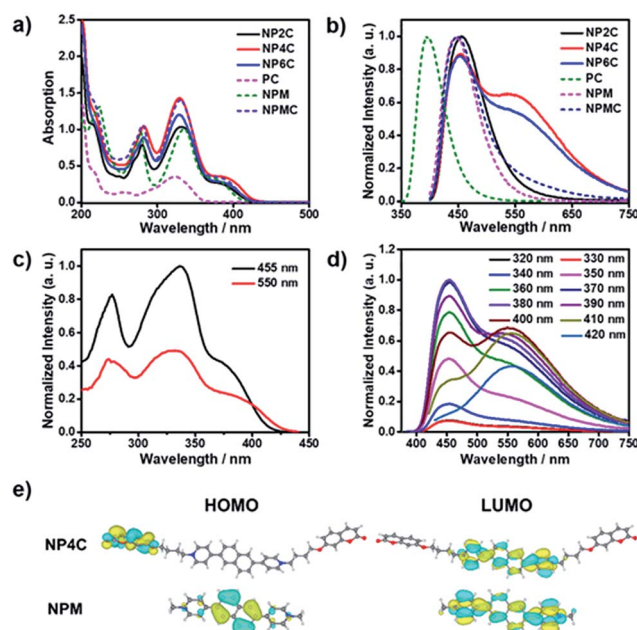 a)
2.5
2.0
1.5
1.0
0.5
0.0
Absorption
200 250 300 400 500
Wavelength / nm
NP2C
NP4C
NP6C
PC
NPM
NPMC
b)
1.0
0.8
0.6
0.4
0.2
0.0
Normalized Intensity (a. u.)
350 450 550 650 750
Wavelength / nm
NP2C
NP4C
NP6C
PC
NPM
NPMC
c)
1.0
0.8
0.6
0.4
0.2
0.0
Normalized Intensity (a. u.)
250 300 350 400 450
Wavelength / nm
455 nm
550 nm
d)
1.4
1.2
1.0
0.8
0.6
0.4
0.2
0.0
Normalized Intensity (a. u.)
400 450 500 550 600 650 700 750
Wavelength / nm
320 nm 330 nm
340 nm 350 nm
360 nm 370 nm
380 nm 390 nm
400 nm 410 nm
420 nm
e)
HOMO LUMO
NP4C
NPM